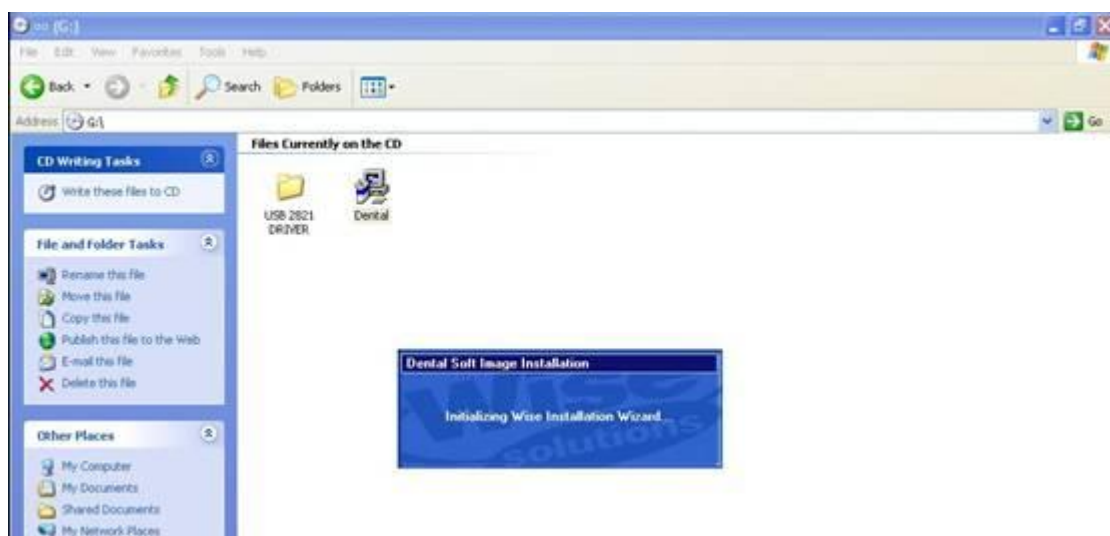 (G:)
File Edit View Favorites Tools Help
Back Search Folders
Address G:\ Go
CD Writing Tasks
Write these files to CD
File and Folder Tasks
Rename this file
Move this file
Copy this file
Publish this file to the Web
E-mail this file
Delete this file
Other Places
My Computer
My Documents
Shared Documents
My Network Places
Files Currently on the CD
USB 2821
DRIVER
Dental
Dental Soft Image Installation
Initializing Wise Installation Wizard...
Wise
solutions